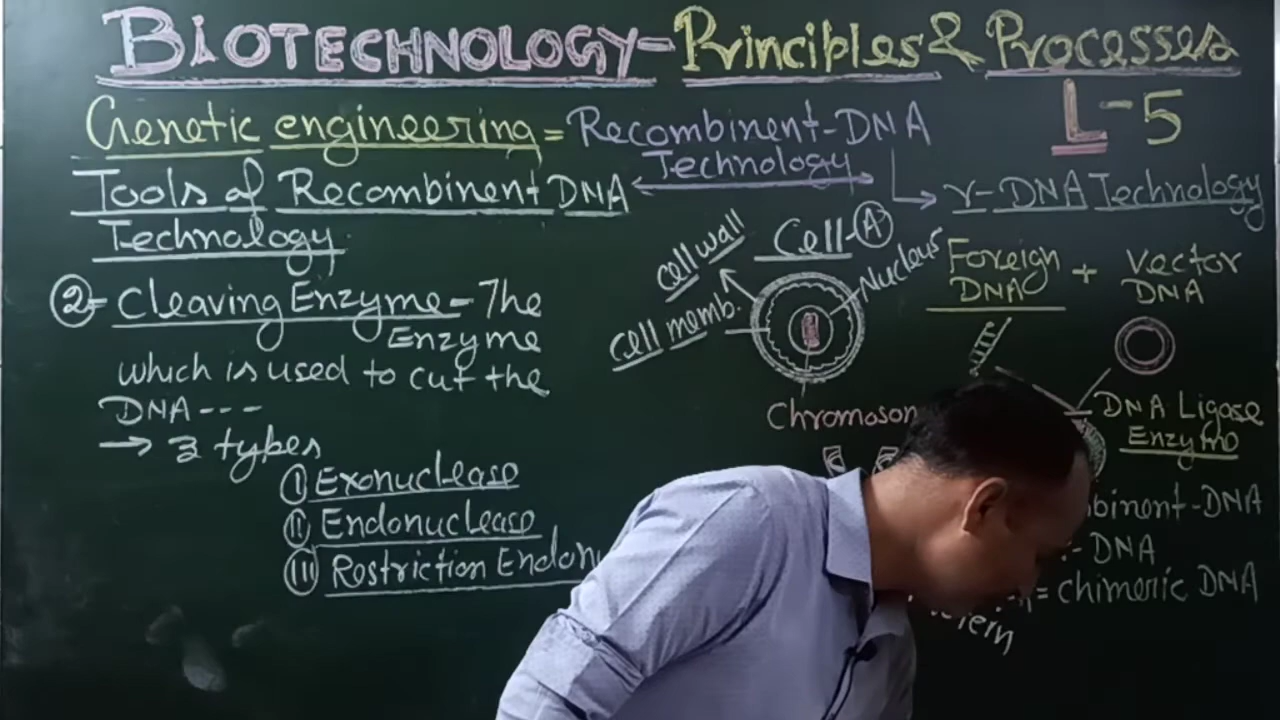 BIOTECHNOLOGY-Principles & Processes
L-5
Genetic engineering = Recombinent-DNA
Technology
r-DNA Technology
Tools of Recombinent DNA
Technology
② Cleaving Enzyme - The
Enzyme
which is used to cut the
DNA ---
→ 3 types
Ⓘ Exonuclease
Ⓘⓘ Endonuclease
Ⓘⓘⓘ Restriction
Cell-Ⓐ
cell wall
cell memb.
Nucleus
Foreign + vector
DNA DNA
DNA Ligase
Enzyme
-DNA
DNA
= chimeric DNA